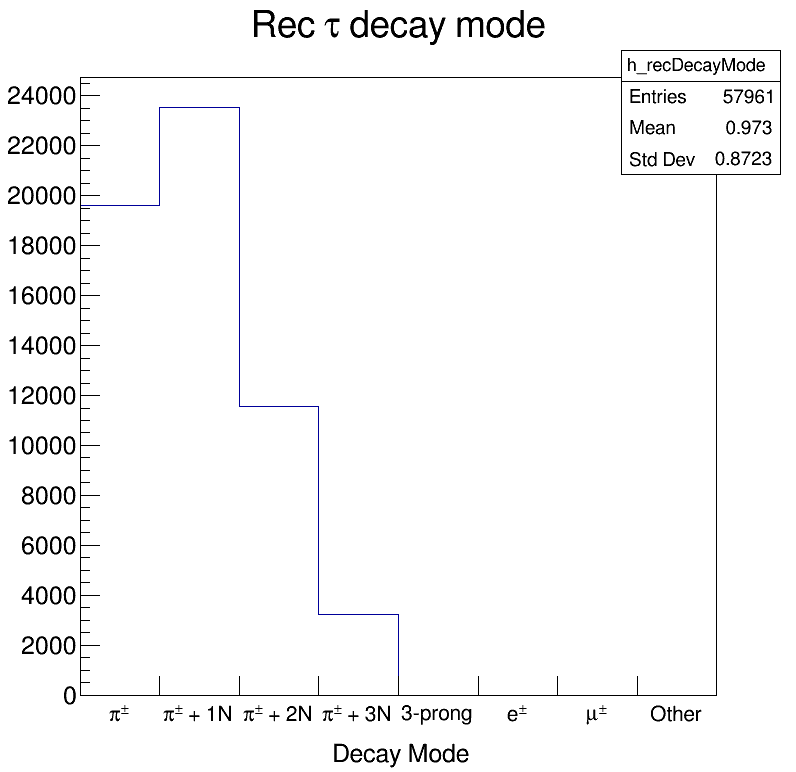 Rec τ decay mode
h_recDecayMode
Entries 57961
Mean 0.973
Std Dev 0.8723
24000
22000
20000
18000
16000
14000
12000
10000
8000
6000
4000
2000
0
π± π± + 1N π± + 2N π± + 3N 3-prong e± μ± Other
Decay Mode